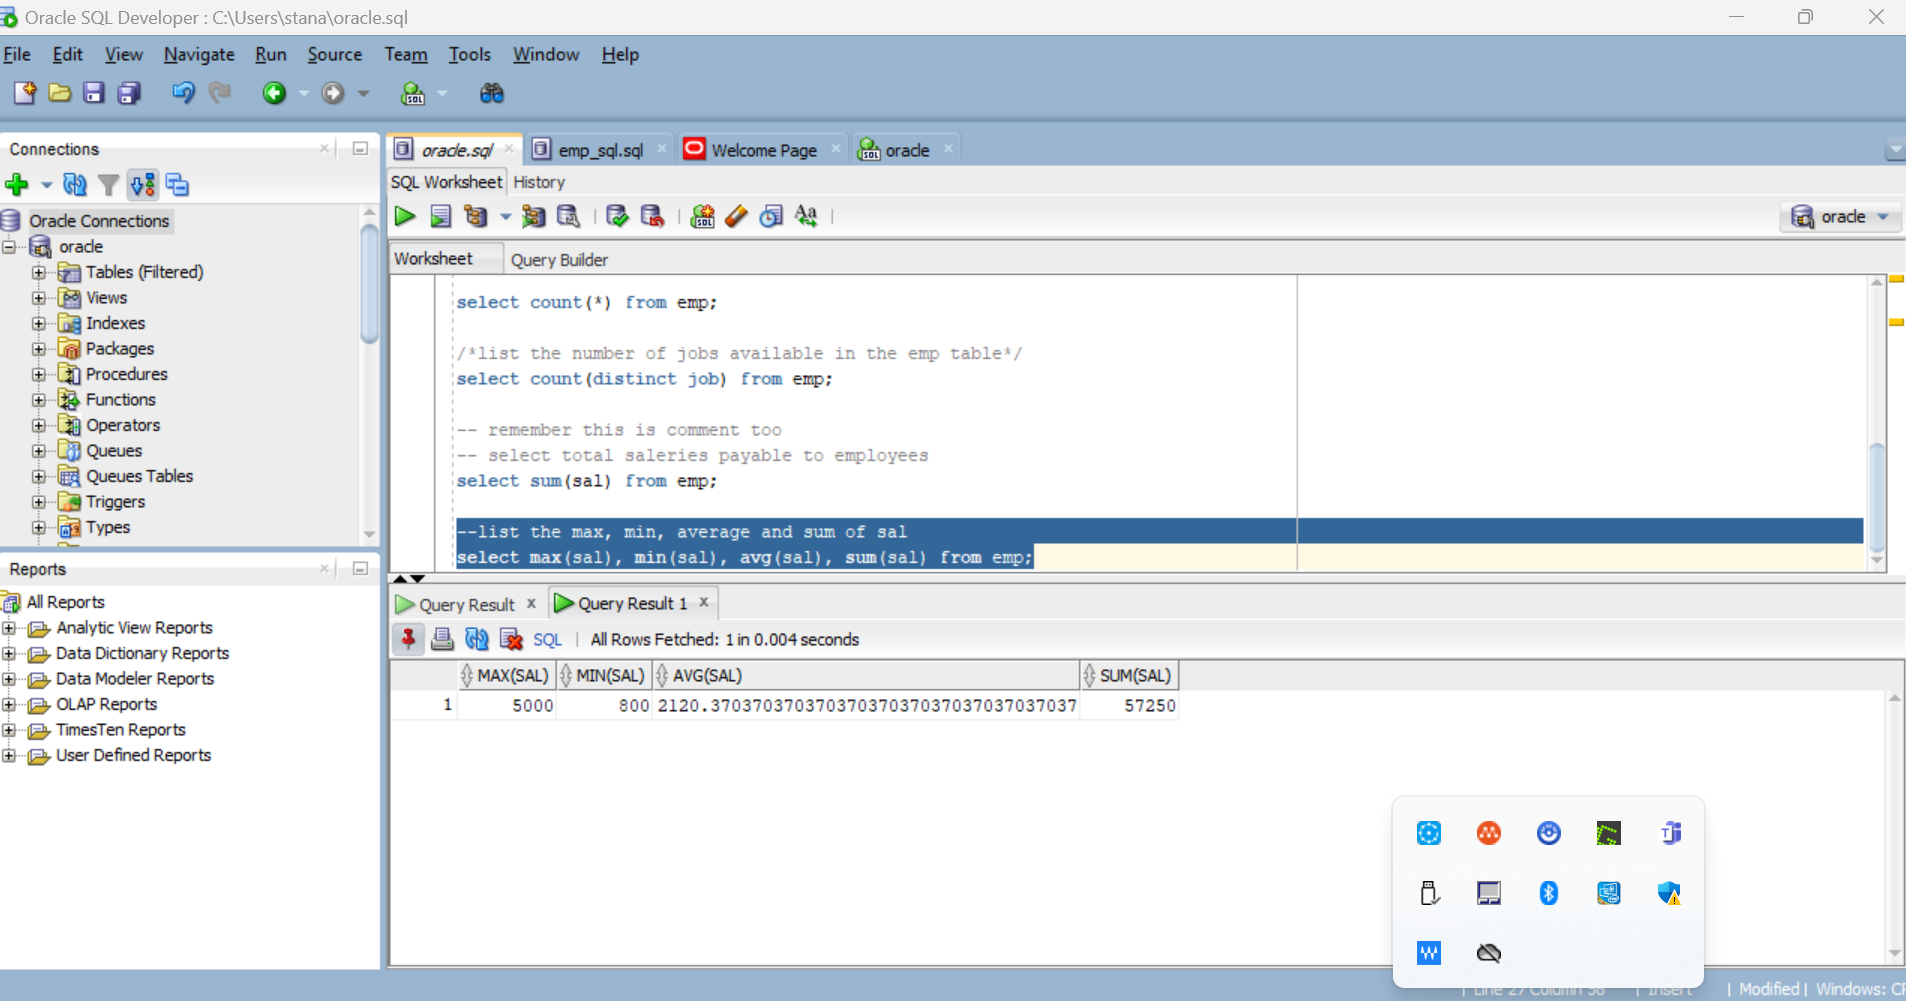 Oracle SQL Developer : C:\Users\stana\oracle.sql
File Edit View Navigate Run Source Team Tools Window Help
Connections
Oracle Connections
oracle
Tables (Filtered)
Views
Indexes
Packages
Procedures
Functions
Operators
Queues
Queues Tables
Triggers
Types
Reports
All Reports
Analytic View Reports
Data Dictionary Reports
Data Modeler Reports
OLAP Reports
TimesTen Reports
User Defined Reports
oracle.sql emp_sql.sql Welcome Page oracle
SQL Worksheet History
oracle
Worksheet Query Builder
select count(*) from emp;
/*list the number of jobs available in the emp table*/
select count(distinct job) from emp;
-- remember this is comment too
-- select total saleries payable to employees
select sum(sal) from emp;
--list the max, min, average and sum of sal
select max(sal), min(sal), avg(sal), sum(sal) from emp;
Query Result x Query Result 1 x
SQL | All Rows Fetched: 1 in 0.004 seconds
MAX(SAL) MIN(SAL) AVG(SAL) SUM(SAL)
1 5000 800 2120.37037037037037037037037037037037037 57250
| Modified | Windows: CF